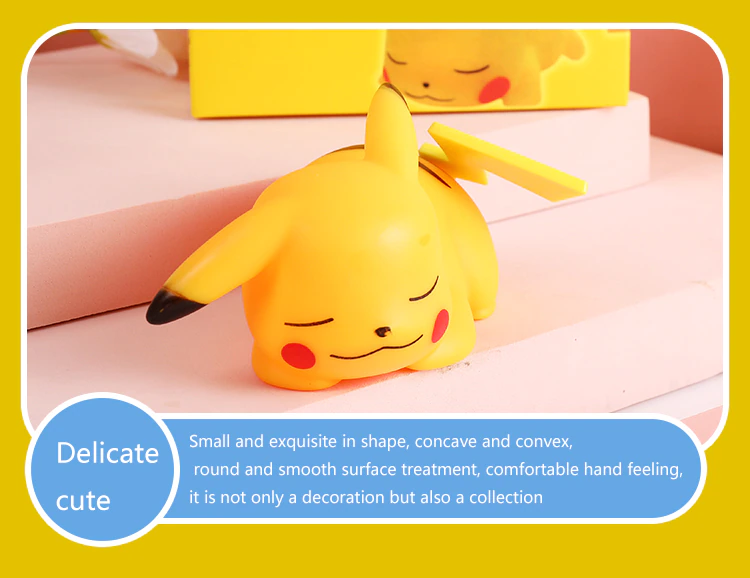 Delicate
cute
Small and exquisite in shape, concave and convex,
round and smooth surface treatment, comfortable hand feeling,
it is not only a decoration but also a collection